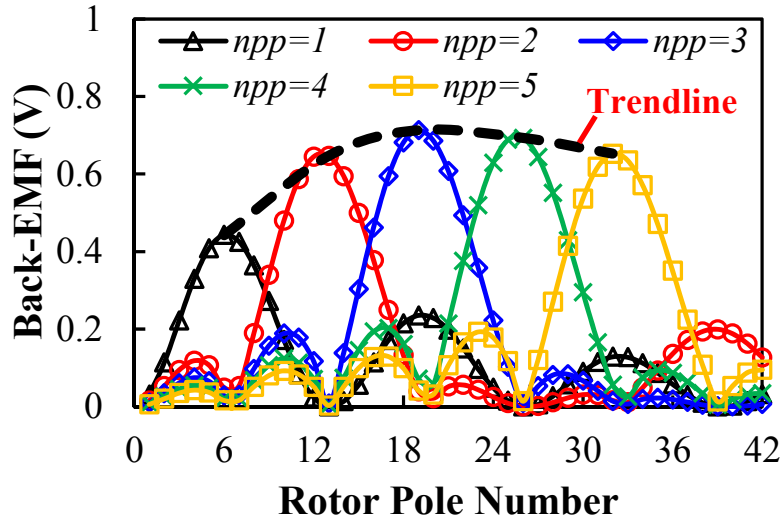 1
npp=1 npp=2 npp=3
npp=4 npp=5
0.8
Trendline
0.6
0.4
0.2
0
Back-EMF (V)
0 6 12 18 24 30 36 42
Rotor Pole Number